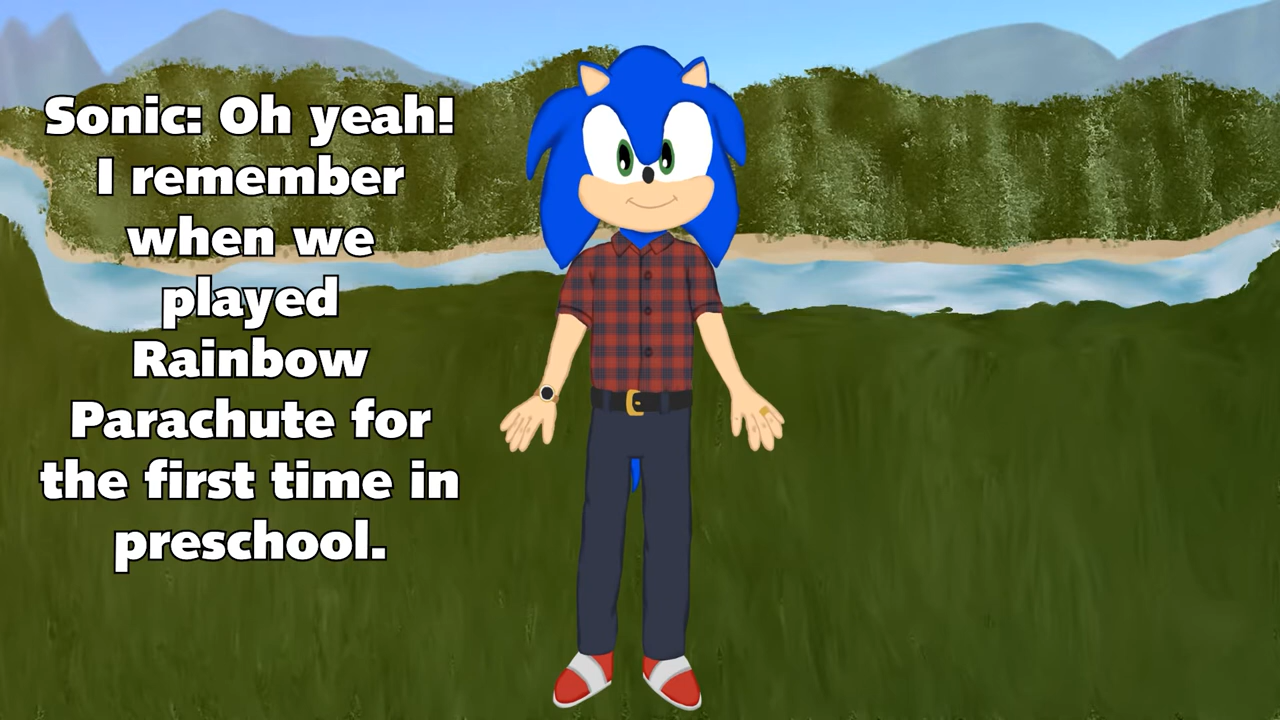 Sonic: Oh yeah!
I remember
when we
played
Rainbow
Parachute for
the first time in
preschool.